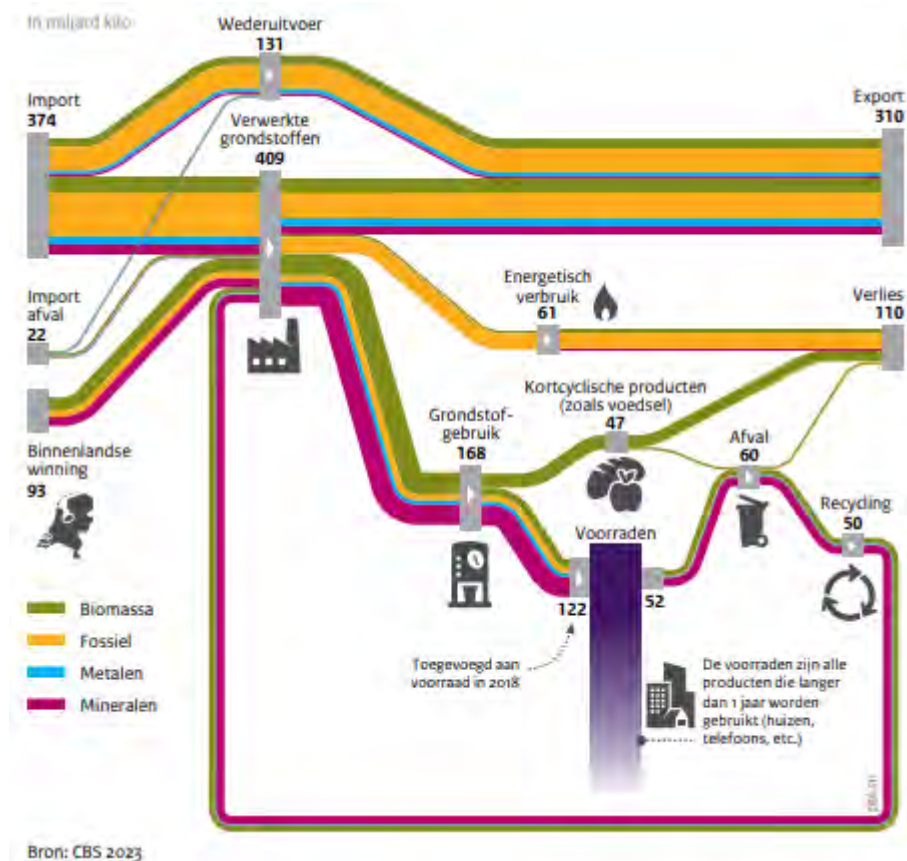 In miljard kilo
Wederuitvoer
131
Import
374
Export
310
Verwerkte
grondstoffen
409
Import
afval
22
Energetisch
verbruik
61
Verlies
110
Kortcyclische producten
(zoals voedsel)
47
Grondstof-
gebruik
168
Afval
60
Binnenlandse
winning
93
Recycling
50
Voorraden
122
52
Biomassa
Fossiel
Metalen
Mineralen
Toegevoegd aan
voorraad in 2018
De voorraden zijn alle
producten die langer
dan 1 jaar worden
gebruikt (huizen,
telefoons, etc.)
Bron: CBS 2023